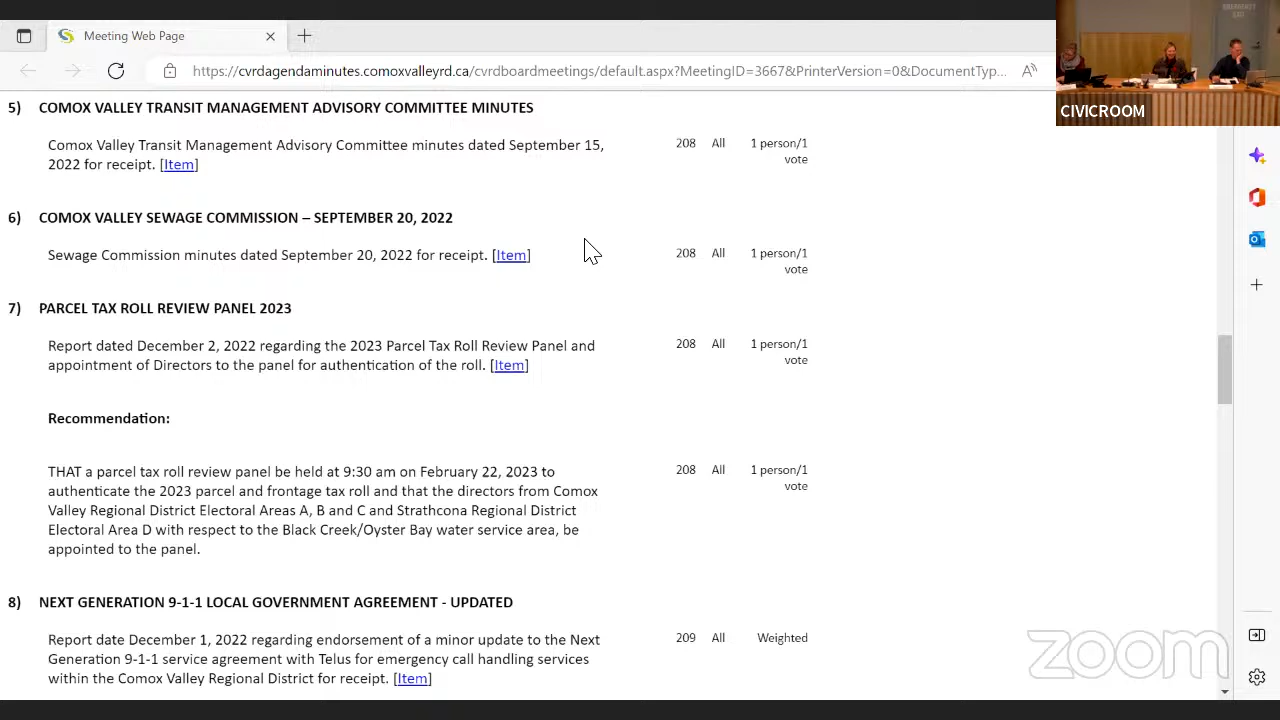 Meeting Web Page
https://cvrdagendaminutes.comoxvalleyrd.ca/cvrdboardmeetings/default.aspx?MeetingID=3667&PrinterVersion=0&DocumentTyp...
CIVICROOM
5) COMOX VALLEY TRANSIT MANAGEMENT ADVISORY COMMITTEE MINUTES
Comox Valley Transit Management Advisory Committee minutes dated September 15, 208 All 1 person/1
2022 for receipt. [Item] vote
6) COMOX VALLEY SEWAGE COMMISSION – SEPTEMBER 20, 2022
Sewage Commission minutes dated September 20, 2022 for receipt. [Item] 208 All 1 person/1
vote
7) PARCEL TAX ROLL REVIEW PANEL 2023
Report dated December 2, 2022 regarding the 2023 Parcel Tax Roll Review Panel and 208 All 1 person/1
appointment of Directors to the panel for authentication of the roll. [Item] vote
Recommendation:
THAT a parcel tax roll review panel be held at 9:30 am on February 22, 2023 to 208 All 1 person/1
authenticate the 2023 parcel and frontage tax roll and that the directors from Comox vote
Valley Regional District Electoral Areas A, B and C and Strathcona Regional District
Electoral Area D with respect to the Black Creek/Oyster Bay water service area, be
appointed to the panel.
8) NEXT GENERATION 9-1-1 LOCAL GOVERNMENT AGREEMENT - UPDATED
Report date December 1, 2022 regarding endorsement of a minor update to the Next 209 All Weighted
Generation 9-1-1 service agreement with Telus for emergency call handling services
within the Comox Valley Regional District for receipt. [Item]
zoom